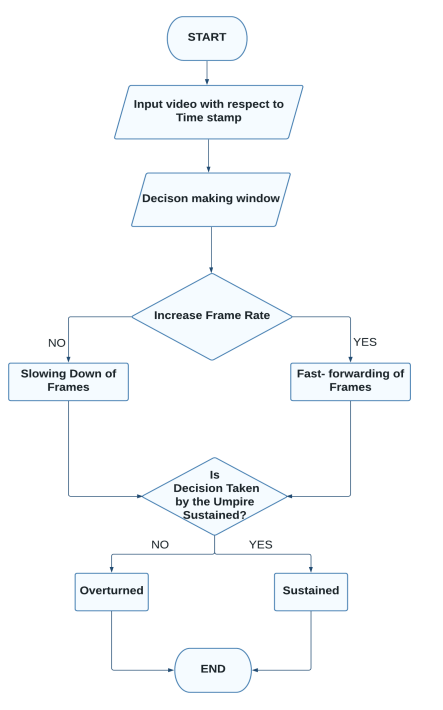 START
Input video with respect to
Time stamp
Decison making window
Increase Frame Rate
NO
YES
Slowing Down of
Frames
Fast- forwarding of
Frames
Is
Decision Taken
by the Umpire
Sustained?
NO
YES
Overturned
Sustained
END